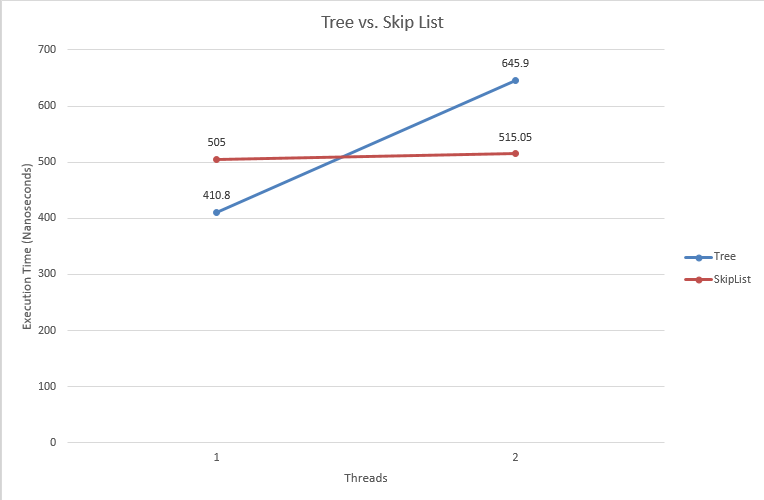 Tree vs. Skip List
700
600
500
400
300
200
100
0
Execution Time (Nanoseconds)
645.9
505
515.05
410.8
1
2
Threads
Tree
SkipList